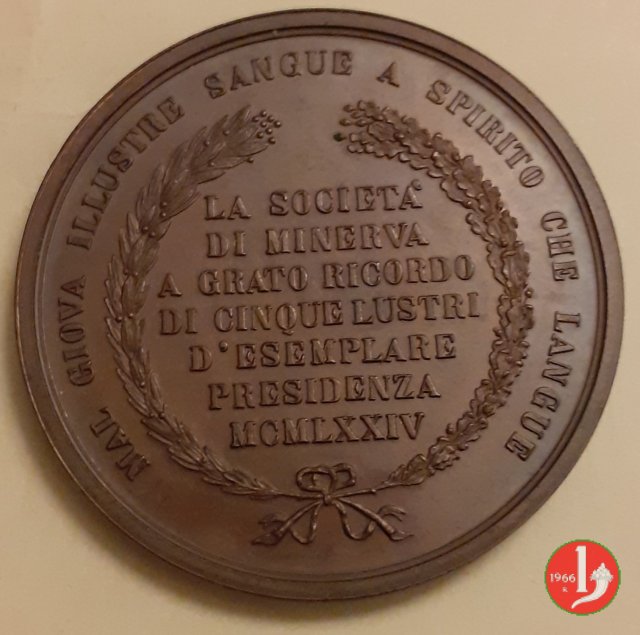 MAL GIOVA ILLUSTRE SANGUE A SPIRITO CHE LANGUE
LA SOCIETÀ
DI MINERVA
A GRATO RICORDO
DI CINQUE LUSTRI
D'ESEMPLARE
PRESIDENZA
MCMLXXIV
1966
R